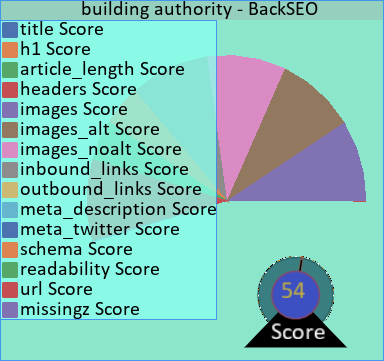 building authority - BackSEO
title Score
h1 Score
article_length Score
headers Score
images Score
images_alt Score
images_noalt Score
inbound_links Score
outbound_links Score
meta_description Score
meta_twitter Score
schema Score
readability Score
url Score
missingz Score
54
Score